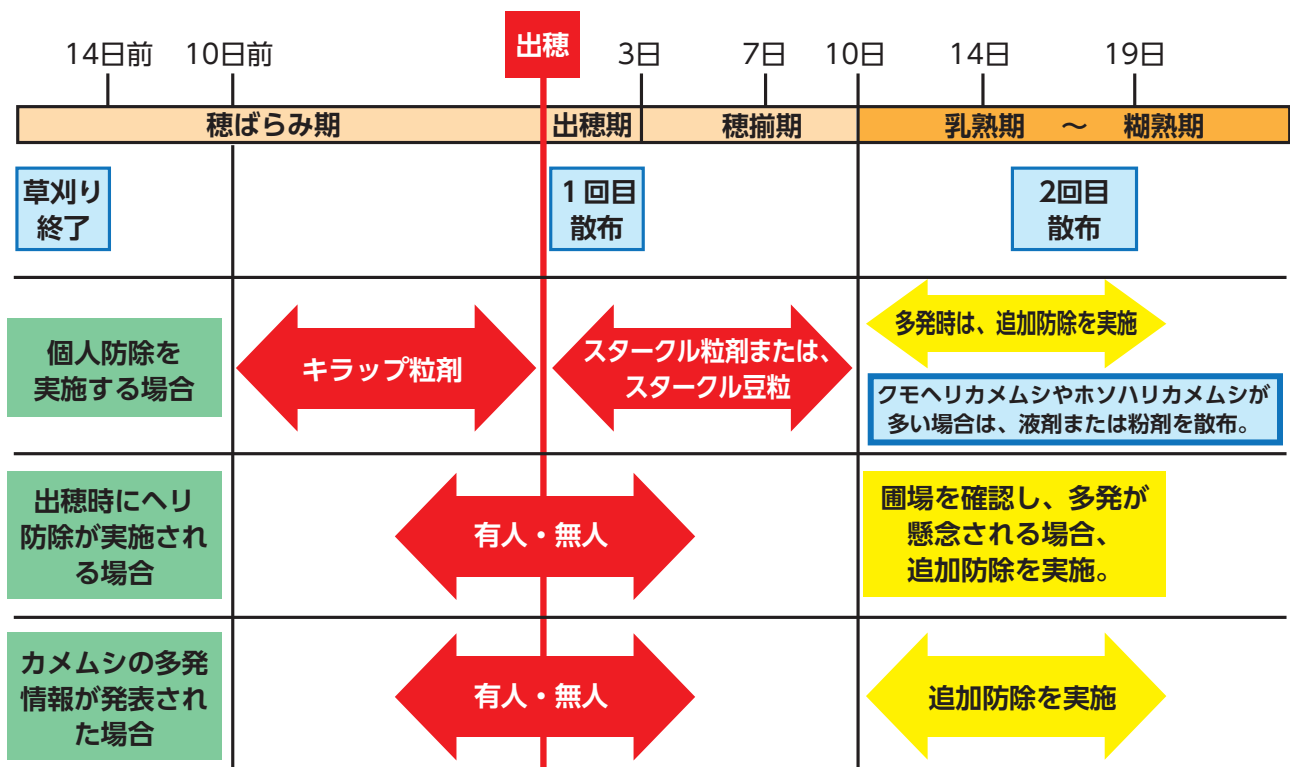 出穂
14日前
10日前
3日
7日
10日
14日
19日
穂ばらみ期
出穂期
穂揃期
乳熟期 ～ 糊熟期
草刈り
終了
1回目
散布
2回目
散布
個人防除を
実施する場合
キラップ粒剤
スタークル粒剤または、
スタークル豆粒
多発時は、追加防除を実施
クモヘリカメムシやホソハリカメムシが
多い場合は、液剤または粉剤を散布。
出穂時にヘリ
防除が実施され
る場合
有人・無人
圃場を確認し、多発が
懸念される場合、
追加防除を実施。
カメムシの多発
情報が発表され
た場合
有人・無人
追加防除を実施